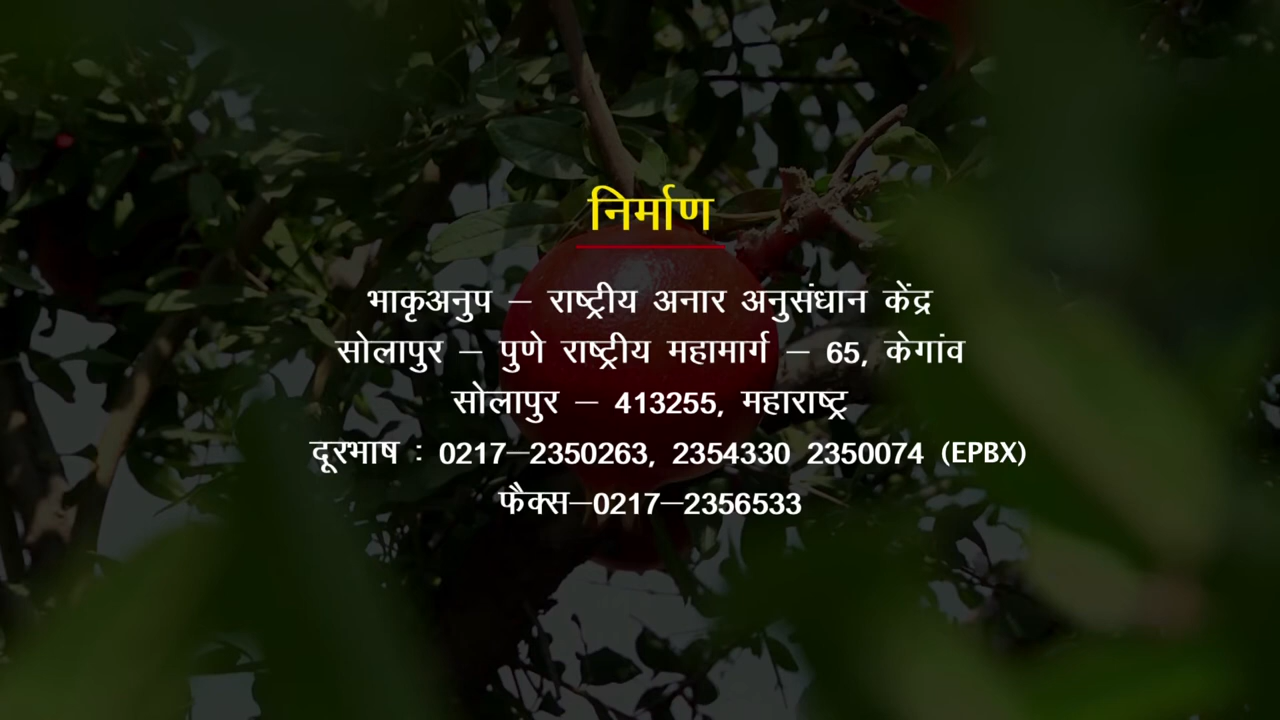 निर्माण
भाकृअनुप – राष्ट्रीय अनार अनुसंधान केंद्र
सोलापुर – पुणे राष्ट्रीय महामार्ग – 65, केगांव
सोलापुर – 413255, महाराष्ट्र
दूरभाष : 0217–2350263, 2354330 2350074 (EPBX)
फैक्स–0217–2356533